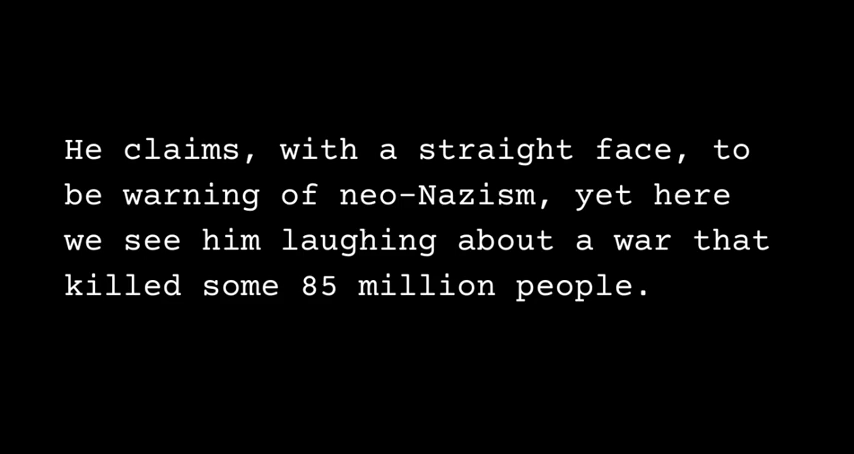 He claims, with a straight face, to
be warning of neo-Nazism, yet here
we see him laughing about a war that
killed some 85 million people.